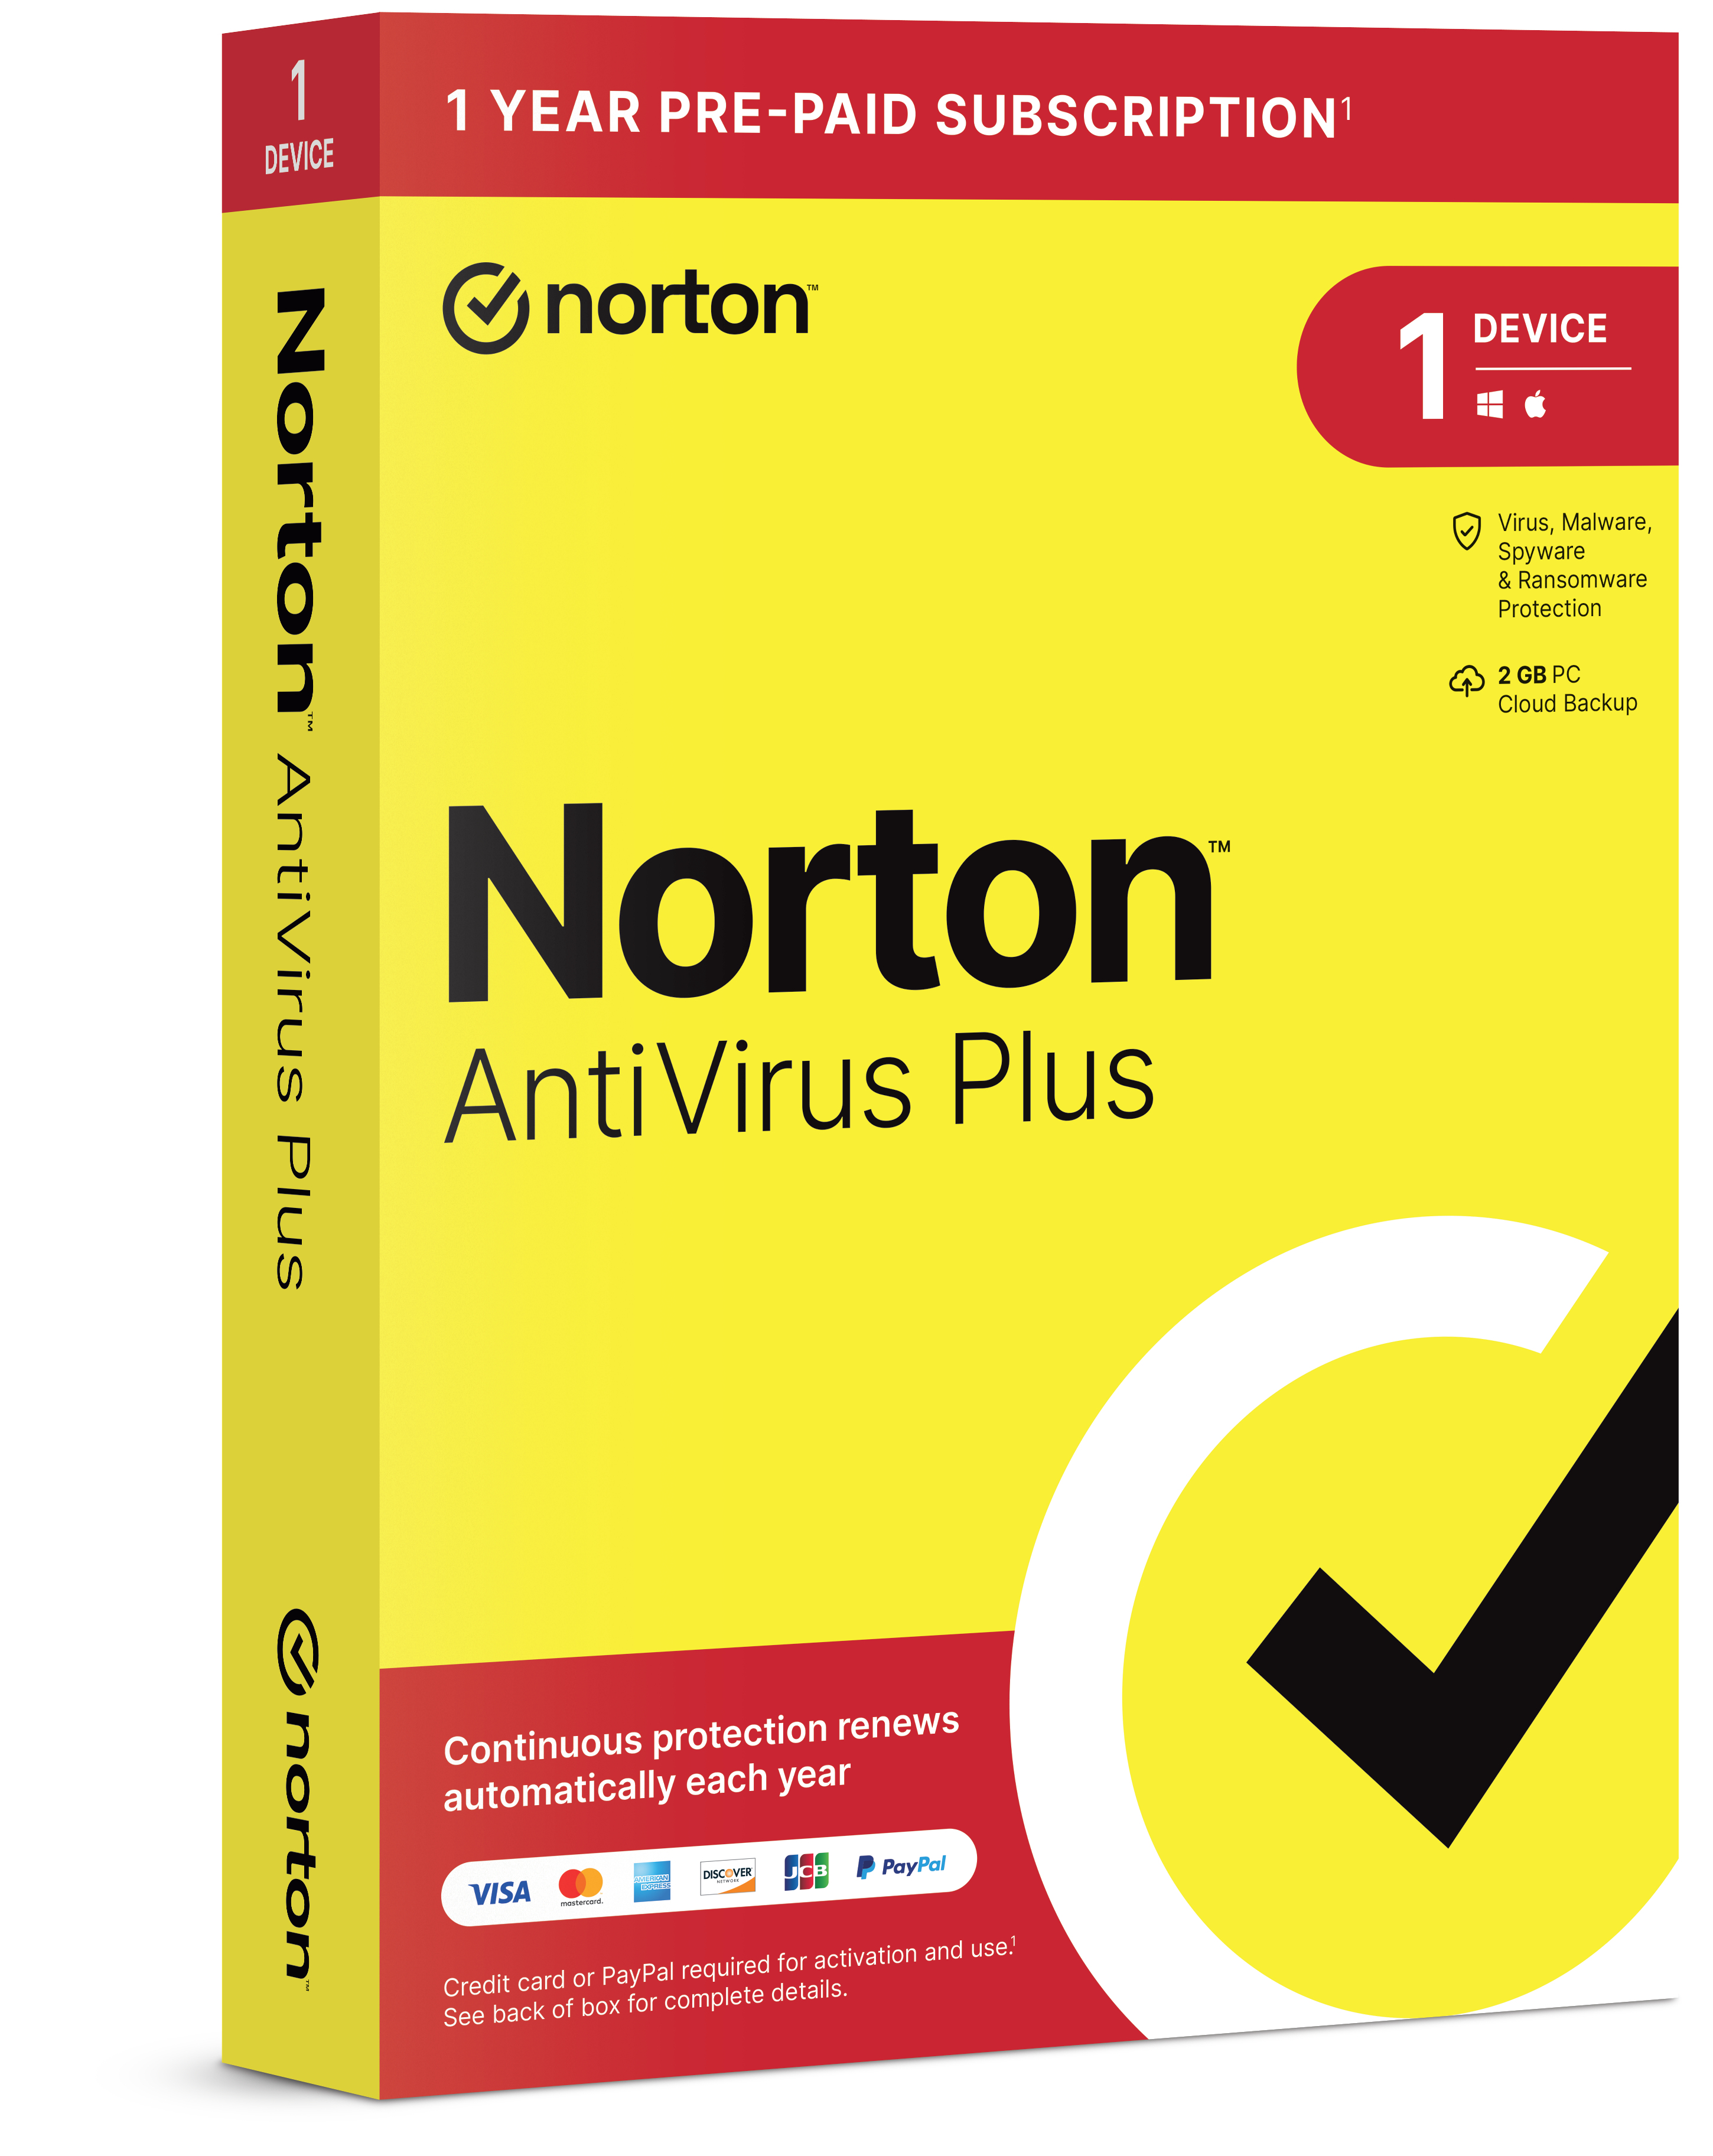 1
DEVICE
Norton™ AntiVirus Plus
norton™
1 YEAR PRE-PAID SUBSCRIPTION¹
norton™
1 DEVICE
Virus, Malware,
Spyware
& Ransomware
Protection
2 GB PC
Cloud Backup
Norton™
AntiVirus Plus
Continuous protection renews
automatically each year
VISA
mastercard.
AMERICAN
EXPRESS
DISCOVER
NETWORK
JCB
PayPal
Credit card or PayPal required for activation and use.¹
See back of box for complete details.